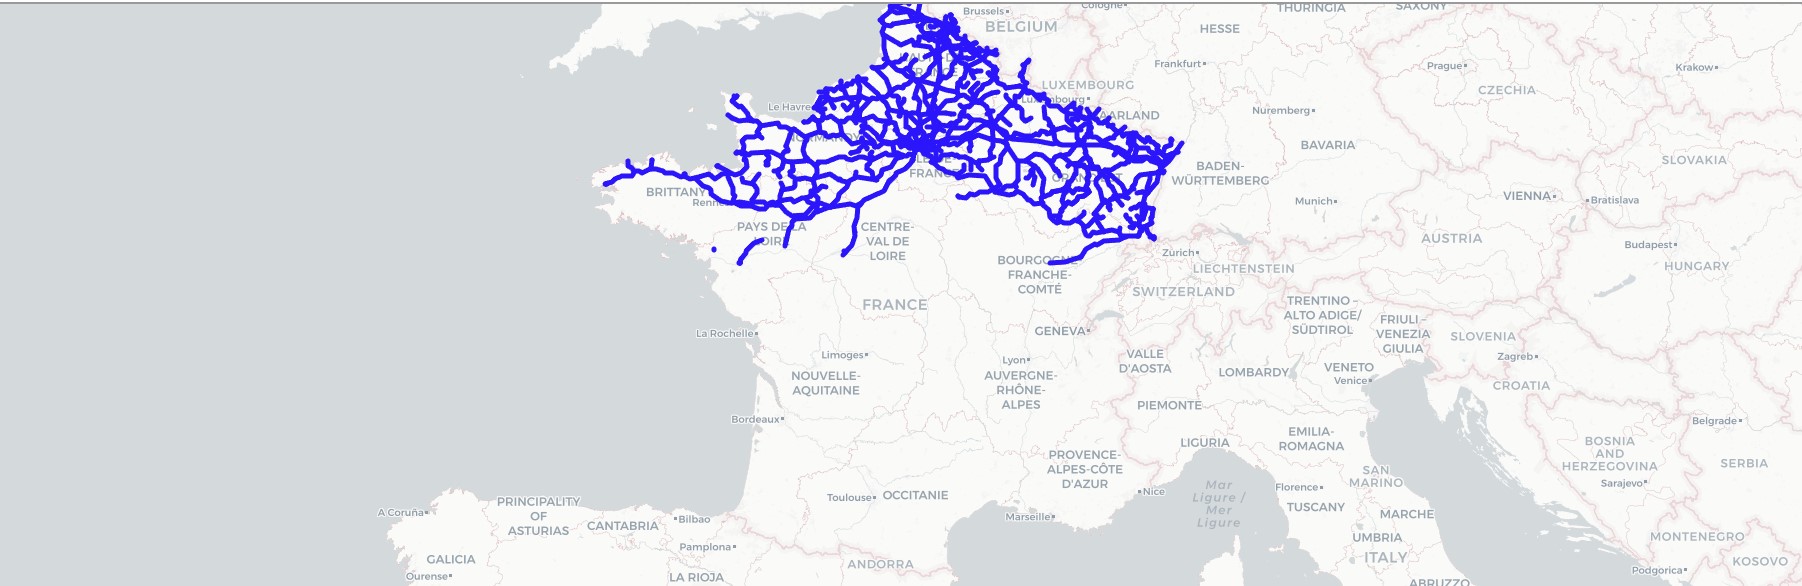 Brussels
BELGIUM
Cologne
THURINGIA
SAXONY
HESSE
Frankfurt
Prague
Krakow
CZECHIA
LUXEMBOURG
Nuremberg
Le Havre
BAVARIA
SLOVAKIA
BADEN-
WÜRTTEMBERG
FRANCE
BRITTANY
VIENNA
Bratislava
Munich
PAYS DE LA
LOIRE
CENTRE-
VAL DE
LOIRE
AUSTRIA
Budapest
HUNGARY
Zurich
BOURGOGNE
FRANCHE-
COMTÉ
LIECHTENSTEIN
SWITZERLAND
FRANCE
TRENTINO -
ALTO ADIGE/
SÜDTIROL
FRIULI -
VENEZIA
GIULIA
SLOVENIA
La Rochelle
GENEVA
Limoges
Lyon
VALLE
D'AOSTA
Zagreb
NOUVELLE-
AQUITAINE
AUVERGNE-
RHÔNE-
ALPES
LOMBARDY
VENETO
Venice
CROATIA
PIEMONTE
Bordeaux
Belgrade
EMILIA-
ROMAGNA
LIGURIA
BOSNIA
AND
HERZEGOVINA
PROVENCE-
ALPES-CÔTE
D'AZUR
SAN
MARINO
SERBIA
Sarajevo
Nice
Mar
Ligure /
Mer
Ligure
Florence
Toulouse
OCCITANIE
TUSCANY
MARCHE
Marseille
A Coruña
PRINCIPALITY
OF
ASTURIAS
CANTABRIA
Bilbao
Pamplona
UMBRIA
MONTENEGRO
GALICIA
ANDORRA
ITALY
KOSOVO
Podgorica
Ourense
LA RIOJA
ABRUZZO